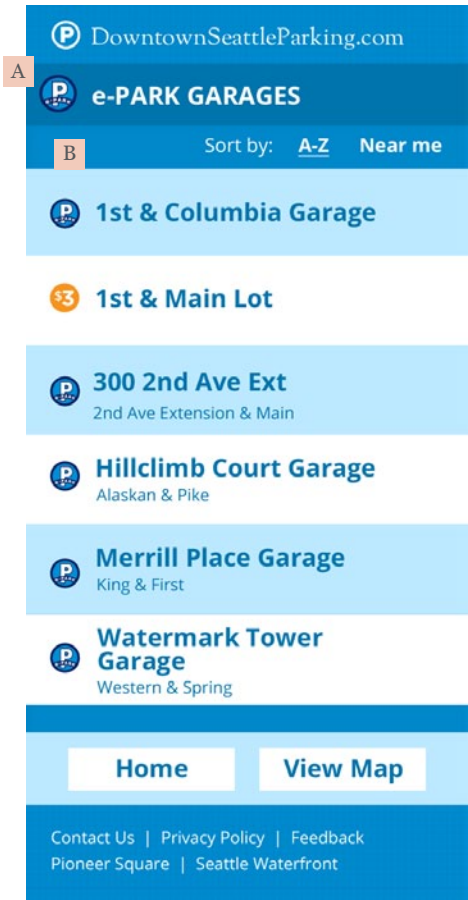 P DowntownSeattleParking.com
A
P e-PARK GARAGES
B
Sort by: A-Z Near me
P 1st & Columbia Garage
$3 1st & Main Lot
P 300 2nd Ave Ext
2nd Ave Extension & Main
P Hillclimb Court Garage
Alaskan & Pike
P Merrill Place Garage
King & First
P Watermark Tower
Garage
Western & Spring
Home View Map
Contact Us | Privacy Policy | Feedback
Pioneer Square | Seattle Waterfront